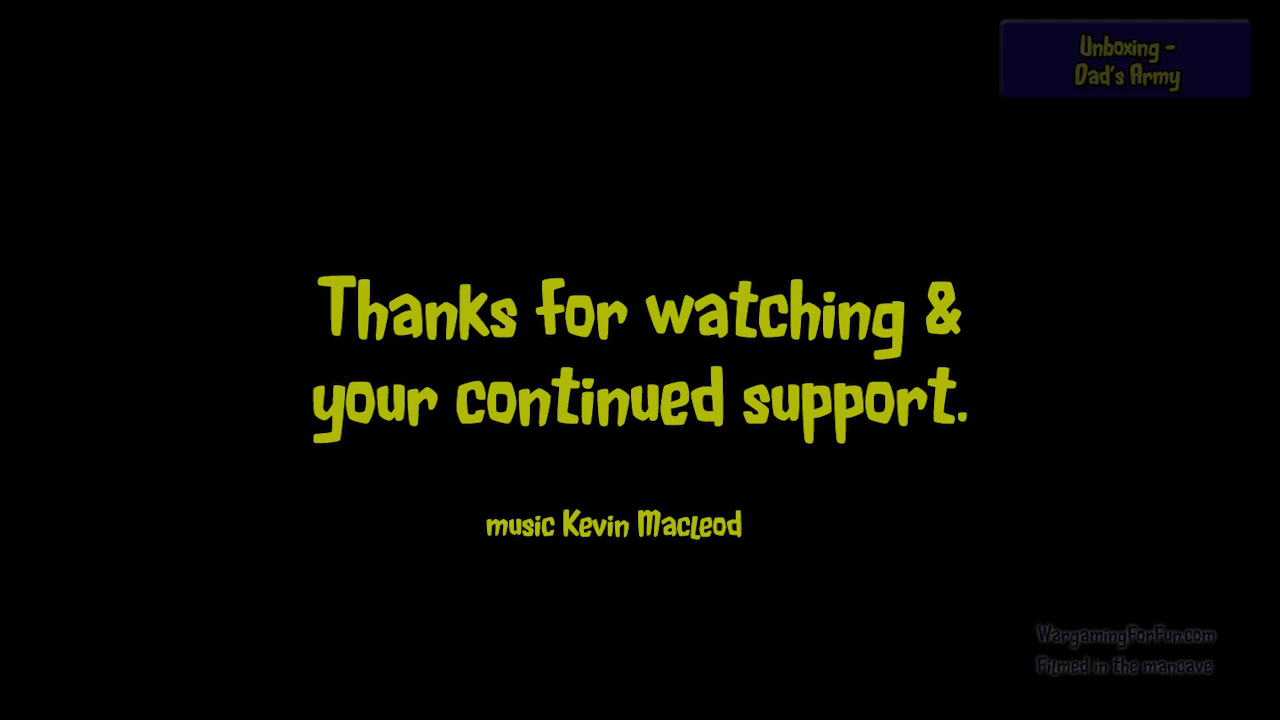 Unboxing -
Dad's Army
Thanks for watching &
your continued support.
music Kevin MacLeod
WargamingForFun.com
Filmed in the mancave